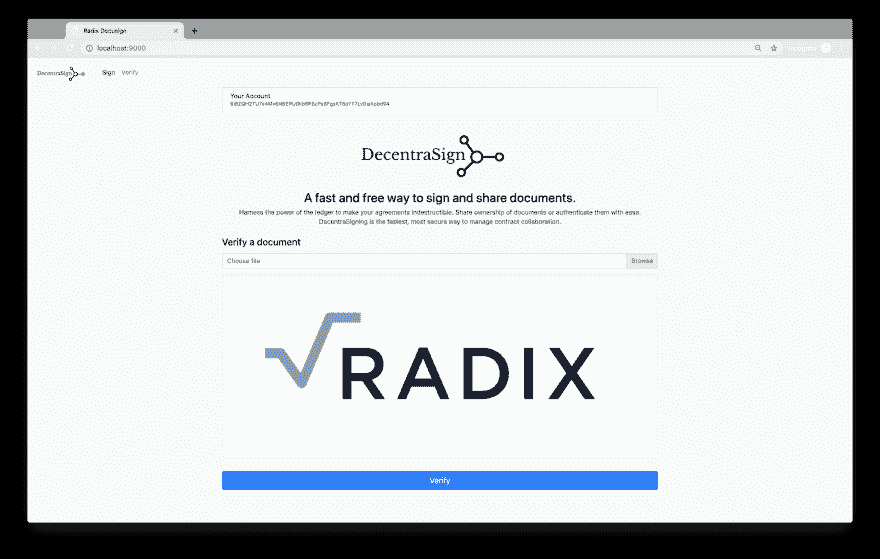 Radix Docusign
localhost:9000
DecentraSign
Sign Verify
Your Account
DecentraSign
A fast and free way to sign and share documents.
Harness the power of the ledger to make your agreements indestructible. Share ownership of documents or authenticate them with ease.
DecentraSigning is the fastest, most secure way to manage contract collaboration.
Verify a document
Choose file
Browse
RADIX
Verify